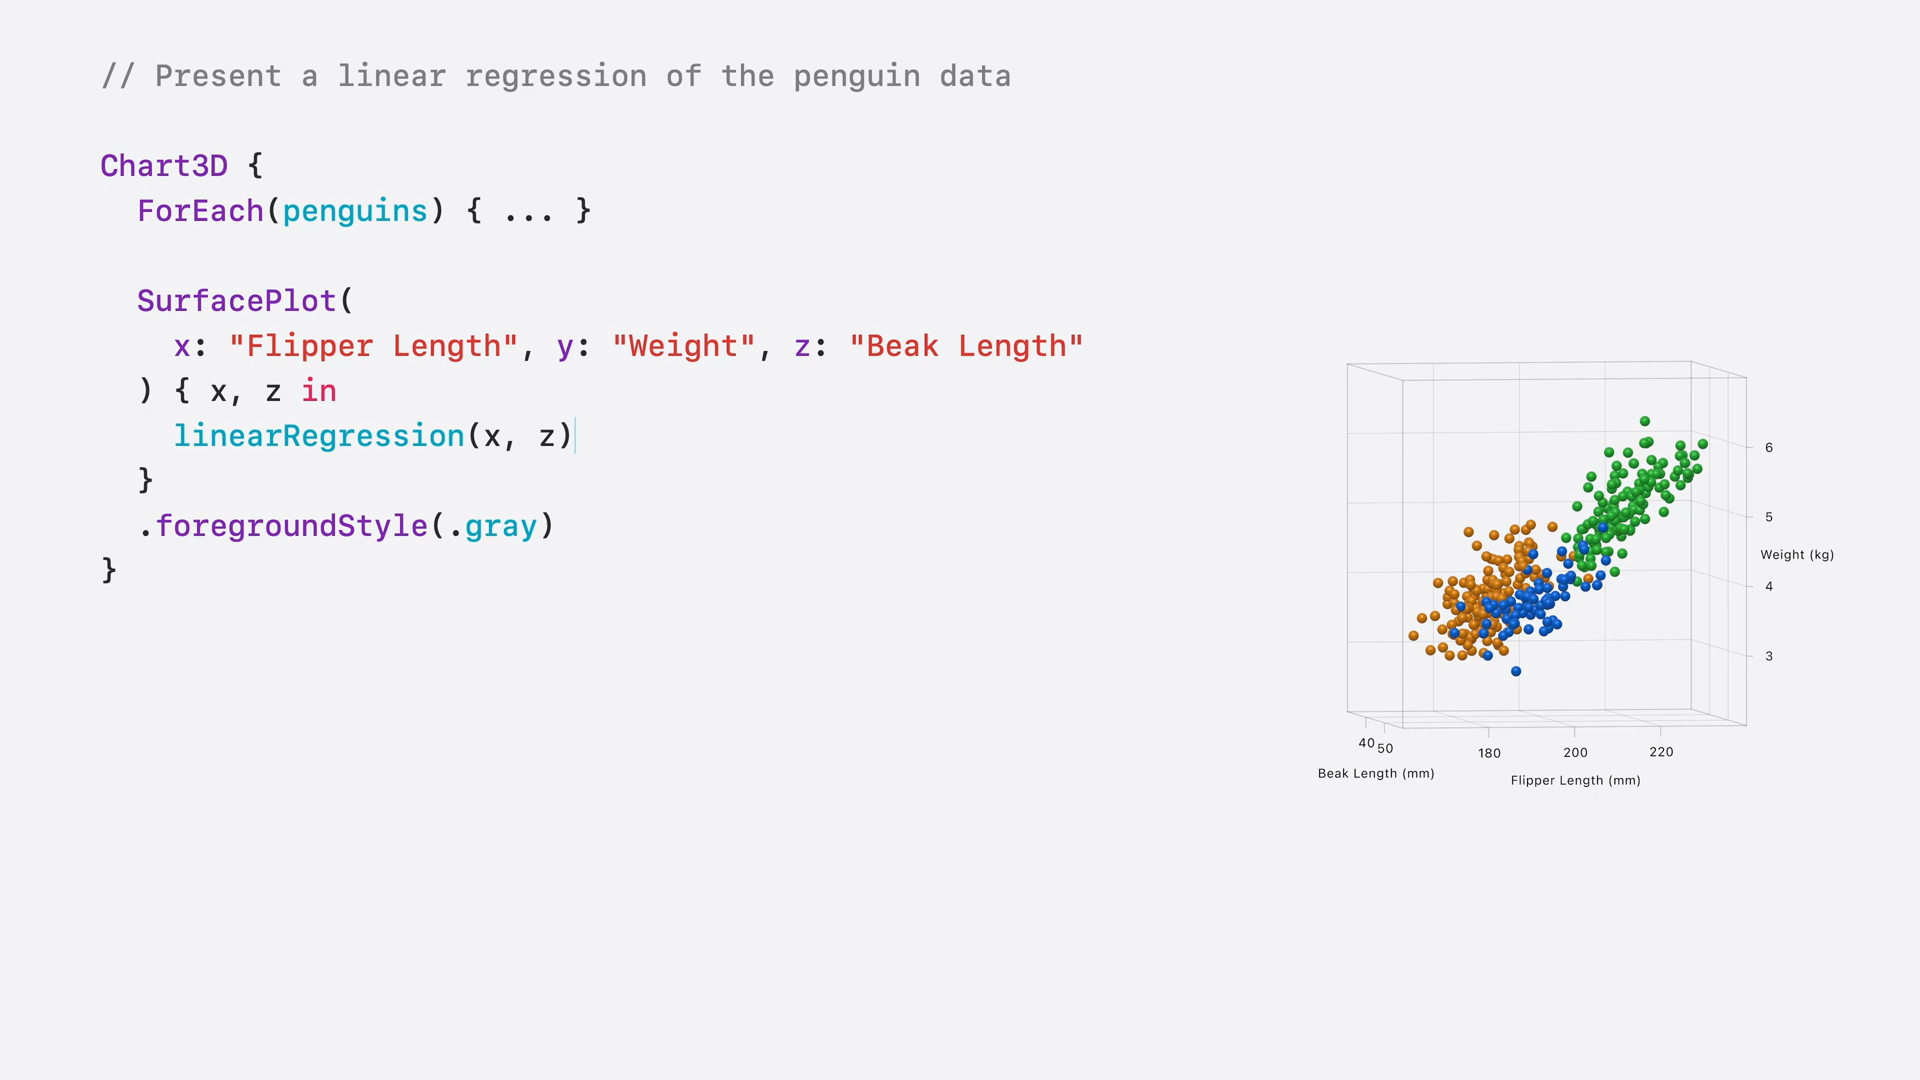 // Present a linear regression of the penguin data
Chart3D {
ForEach(penguins) { ... }
SurfacePlot(
x: "Flipper Length", y: "Weight", z: "Beak Length"
) { x, z in
linearRegression(x, z)
}
.foregroundStyle(.gray)
}
6
5
Weight (kg)
4
3
40 50
180 200 220
Beak Length (mm)
Flipper Length (mm)